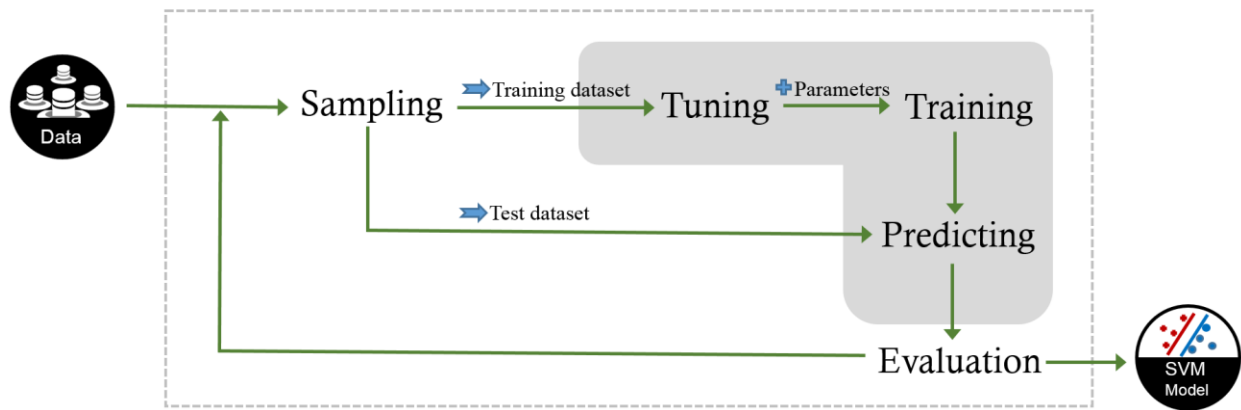 Data
Sampling
Training dataset
Tuning
Parameters
Training
Test dataset
Predicting
Evaluation
SVM
Model